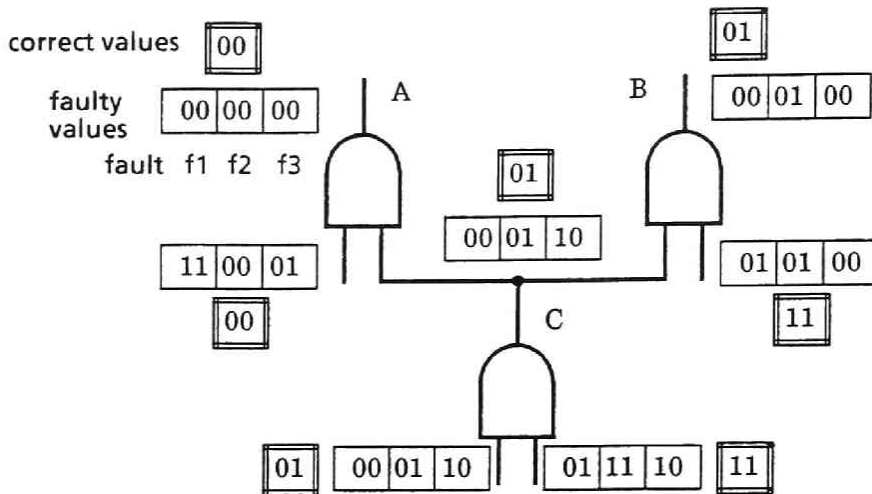 01
correct values 00
A B 00 01 00
faulty values 00 00 00
fault f1 f2 f3
01
00 01 10
11 00 01
01 01 00
00
C
11
01 00 01 10 01 11 10 11